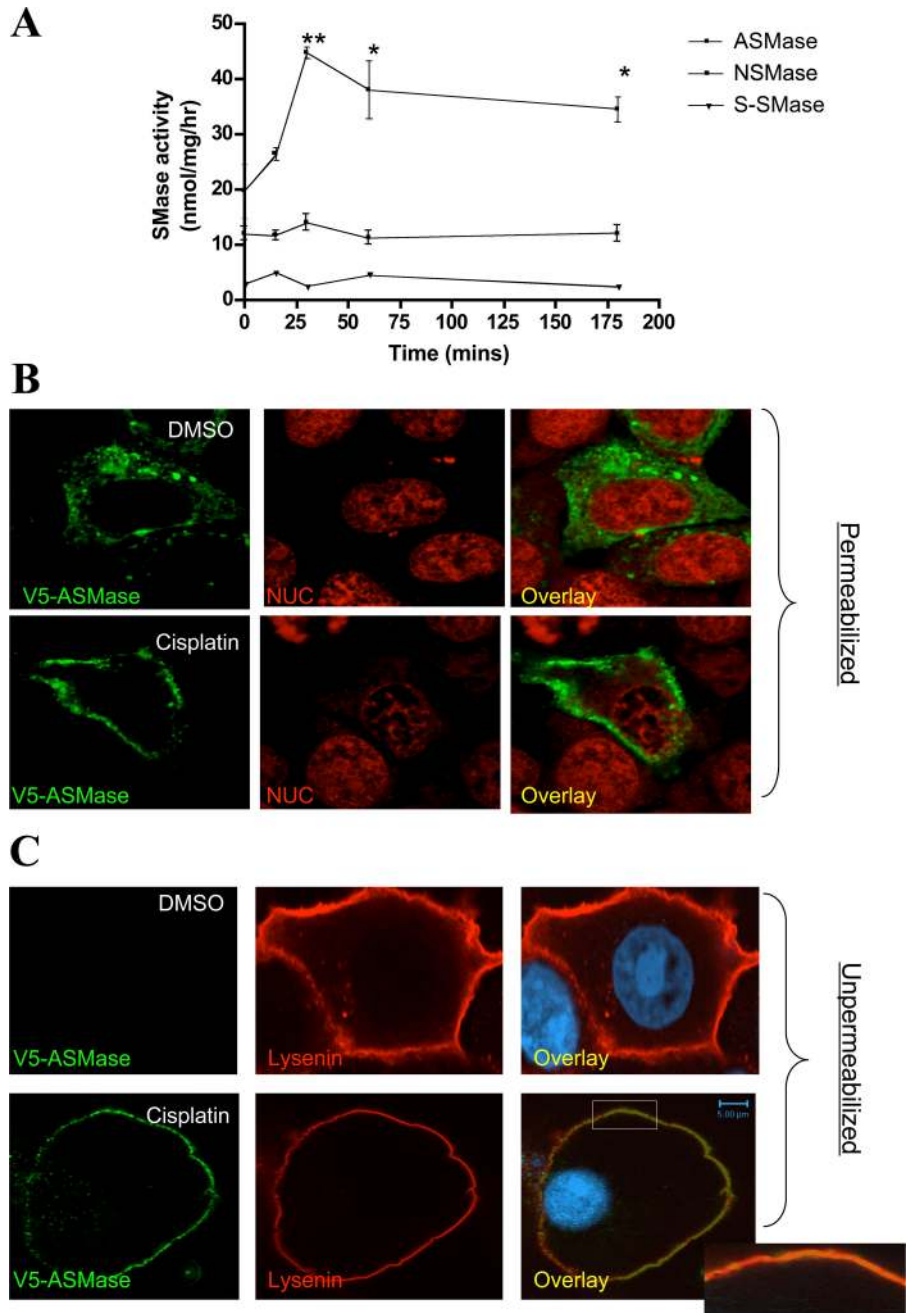 A
50
40
30
20
10
0
SMase activity
(nmol/mg/hr)
** * *
0 25 50 75 100 125 150 175 200
Time (mins)
ASMase
NSMase
S-SMase
B
DMSO
V5-ASMase
NUC
Overlay
Cisplatin
V5-ASMase
NUC
Overlay
Permeabilized
C
DMSO
V5-ASMase
Lysenin
Overlay
Cisplatin
V5-ASMase
Lysenin
5.00 µm
Overlay
Unpermeabilized